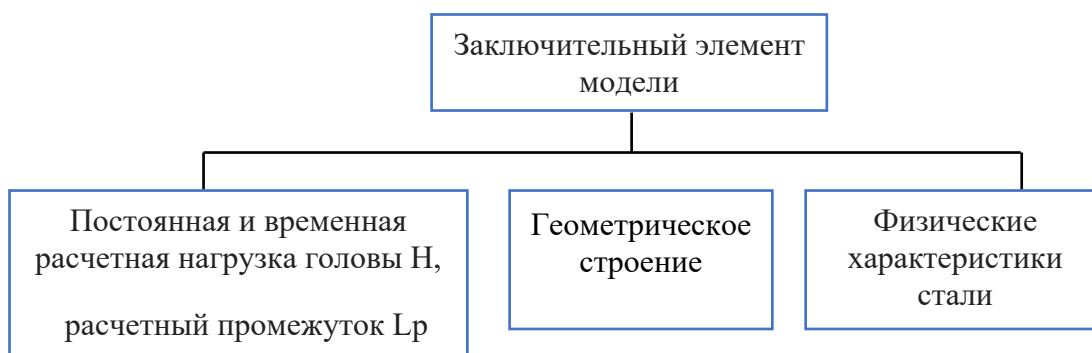 Заключительный элемент
модели
Постоянная и временная
расчетная нагрузка головы H,
расчетный промежуток Lp
Геометрическое
строение
Физические
характеристики
стали